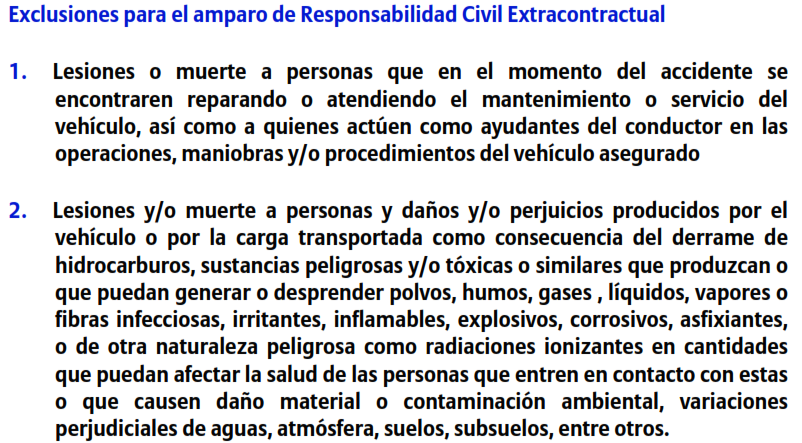 Exclusiones para el amparo de Responsabilidad Civil Extracontractual
1. Lesiones o muerte a personas que en el momento del accidente se
encontraren reparando o atendiendo el mantenimiento o servicio del
vehículo, así como a quienes actúen como ayudantes del conductor en las
operaciones, maniobras y/o procedimientos del vehículo asegurado
2. Lesiones y/o muerte a personas y daños y/o perjuicios producidos por el
vehículo o por la carga transportada como consecuencia del derrame de
hidrocarburos, sustancias peligrosas y/o tóxicas o similares que produzcan o
que puedan generar o desprender polvos, humos, gases , líquidos, vapores o
fibras infecciosas, irritantes, inflamables, explosivos, corrosivos, asfixiantes,
o de otra naturaleza peligrosa como radiaciones ionizantes en cantidades
que puedan afectar la salud de las personas que entren en contacto con estas
o que causen daño material o contaminación ambiental, variaciones
perjudiciales de aguas, atmósfera, suelos, subsuelos, entre otros.